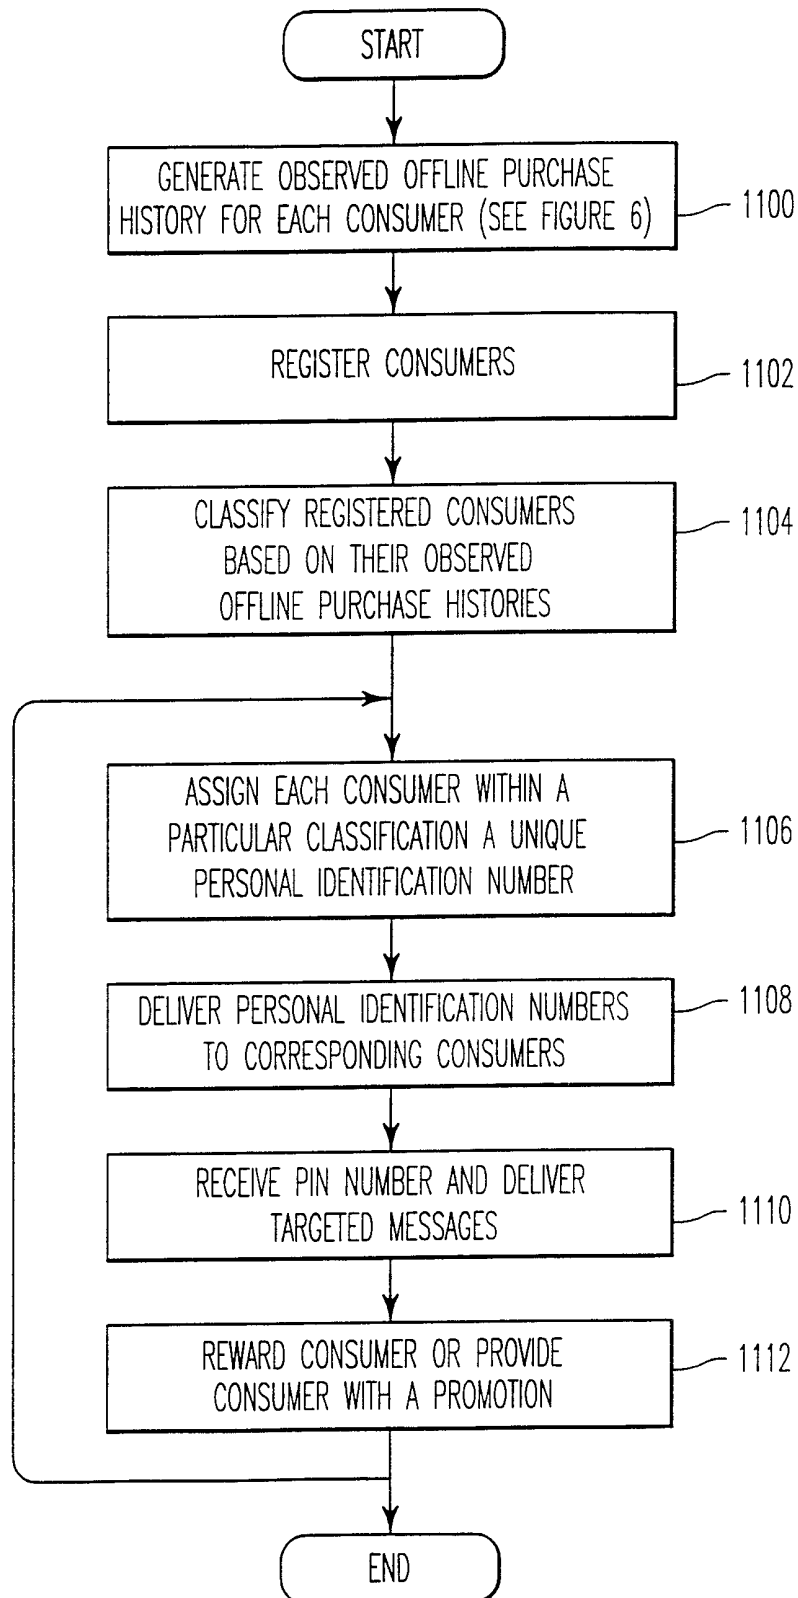 START
GENERATE OBSERVED OFFLINE PURCHASE
HISTORY FOR EACH CONSUMER (SEE FIGURE 6)
1100
REGISTER CONSUMERS
1102
CLASSIFY REGISTERED CONSUMERS
BASED ON THEIR OBSERVED
OFFLINE PURCHASE HISTORIES
1104
ASSIGN EACH CONSUMER WITHIN A
PARTICULAR CLASSIFICATION A UNIQUE
PERSONAL IDENTIFICATION NUMBER
1106
DELIVER PERSONAL IDENTIFICATION NUMBERS
TO CORRESPONDING CONSUMERS
1108
RECEIVE PIN NUMBER AND DELIVER
TARGETED MESSAGES
1110
REWARD CONSUMER OR PROVIDE
CONSUMER WITH A PROMOTION
1112
END